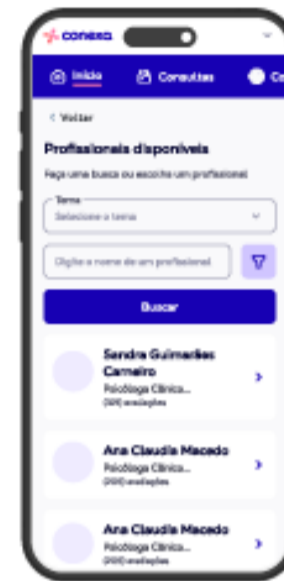 conexa
Início Consultas Co
< Voltar
Profissionais disponíveis
Faça uma busca ou escolha um profissional
Tema
Selecione o tema
Digite o nome de um profissional
Buscar
Sandra Guimarães
Carneiro
Psicóloga Clínica...
avaliações
Ana Claudia Macedo
Psicóloga Clínica...
avaliações
Ana Claudia Macedo
Psicóloga Clínica...
avaliações